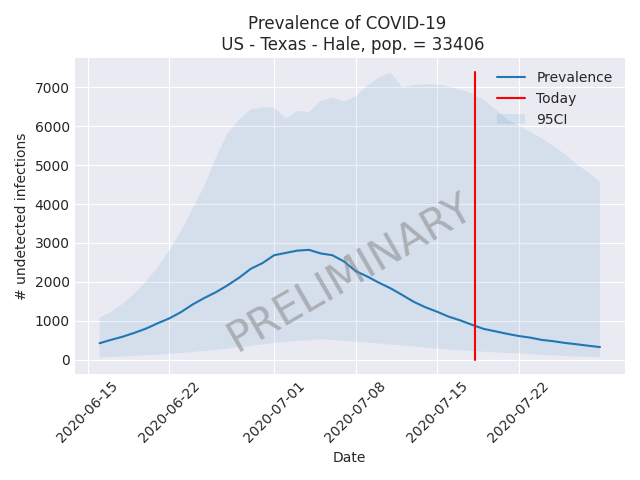 Prevalence of COVID-19
US - Texas - Hale, pop. = 33406
Prevalence
Today
95CI
# undetected infections
7000
6000
5000
4000
3000
2000
1000
0
PRELIMINARY
2020-06-15
2020-06-22
2020-07-01
2020-07-08
2020-07-15
2020-07-22
Date